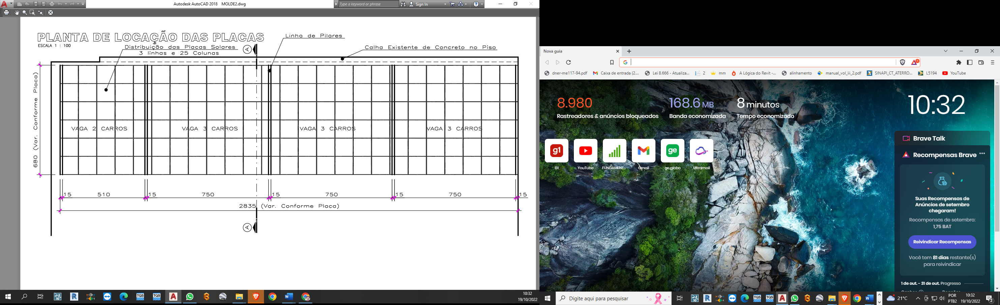 Autodesk AutoCAD 2018 MOLDE2.dwg
Type a keyword or phrase
Sign In
PLANTA DE LOCAÇÃO DAS PLACAS
ESCALA 1 : 100
Distribuição das Placas Solares
3 linhas e 25 Colunas
A
Linha de Pilares
Calha Existente de Concreto no Piso
680 (Var. Conforme Placa)
VAGA 2 CARROS
VAGA 3 CARROS
VAGA 3 CARROS
VAGA 3 CARROS
15 510 15 750 15 750 15 750 15
2835 (Var. Conforme Placa)
A
10:32
19/10/2022
Nova guia
dner-me117-94.pdf
Caixa de entrada (2....
Lei 8.666 - Atualiza...
2
mm
A Lógica do Revit -...
alinhamento
manual_vol_iii_2.pdf
SINAPI_CT_ATERRO...
L5194
YouTube
8.980
Rastreadores & anúncios bloqueados
168.6 MB
Banda economizada
8 minutos
Tempo economizado
10:32
G1
YouTube
FUNDAMENT...
Gmail
ge.globo
Ultramail
Brave Talk
Recompensas Brave
Suas Recompensas de
Anúncios de setembro
chegaram!
Recompensas de setembro:
1,75 BAT
Reivindicar Recompensas
Você tem 81 dias restante(s)
para reivindicar
1 de out. - 31 de out. Progresso
Digite aqui para pesquisar
21°C
POR
PTB2
10:32
19/10/2022
2